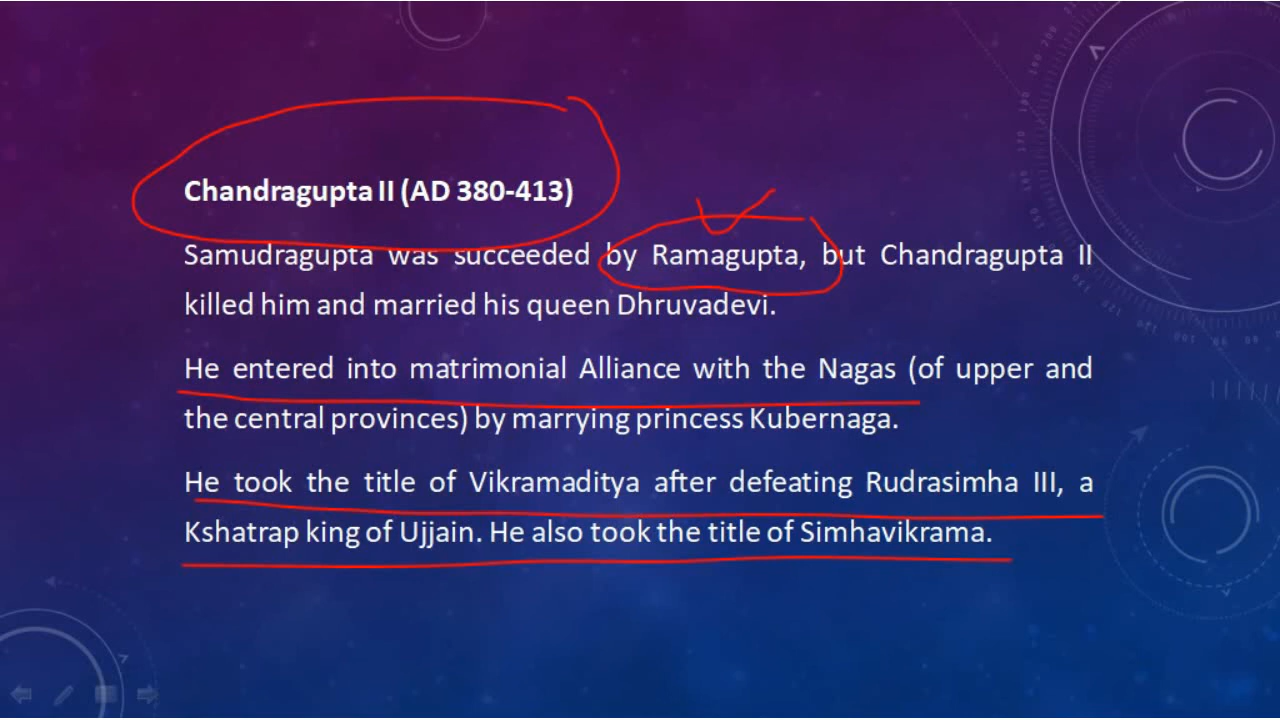 Chandragupta II (AD 380-413)
Samudragupta was succeeded by Ramagupta, but Chandragupta II
killed him and married his queen Dhruvadevi.
He entered into matrimonial Alliance with the Nagas (of upper and
the central provinces) by marrying princess Kubernaga.
He took the title of Vikramaditya after defeating Rudrasimha III, a
Kshatrap king of Ujjain. He also took the title of Simhavikrama.